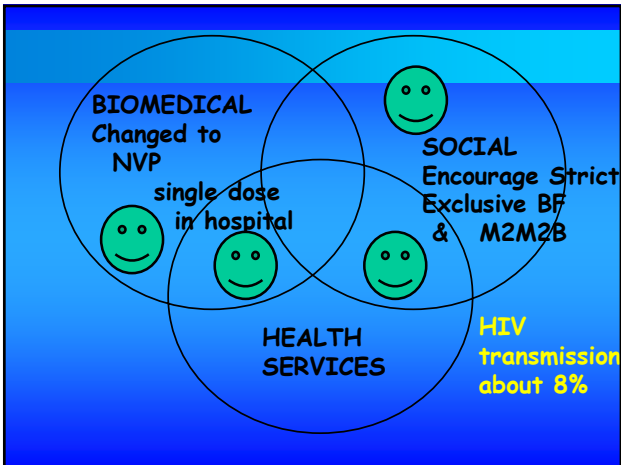 BIOMEDICAL
Changed to
NVP
single dose
in hospital
SOCIAL
Encourage Strict
Exclusive BF
& M2M2B
HEALTH
SERVICES
HIV
transmission
about 8%